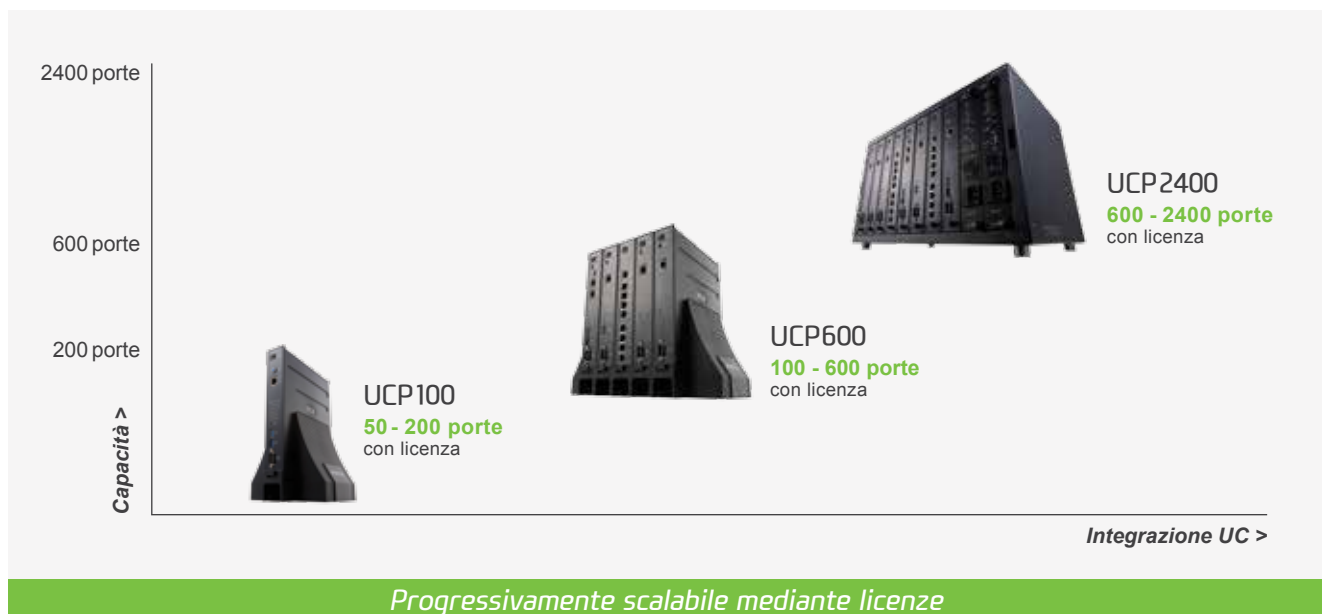 2400 porte
UCP2400
600 - 2400 porte
con licenza
600 porte
UCP600
100 - 600 porte
con licenza
200 porte
UCP100
50 - 200 porte
con licenza
Capacità >
Integrazione UC >
Progressivamente scalabile mediante licenze